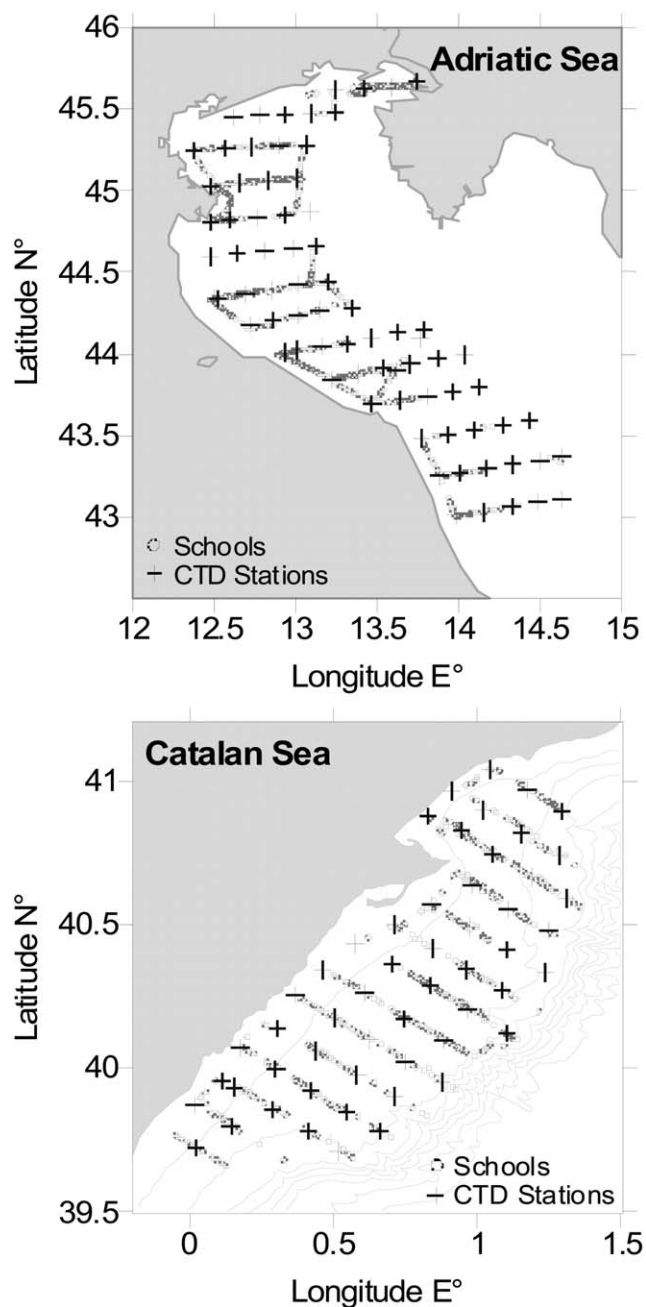 46
Adriatic Sea
45.5
45
44.5
44
43.5
43
Latitude N°
Schools
CTD Stations
12 12.5 13 13.5 14 14.5 15
Longitude E°
Catalan Sea
41
40.5
40
39.5
Latitude N°
Schools
CTD Stations
0 0.5 1 1.5
Longitude E°